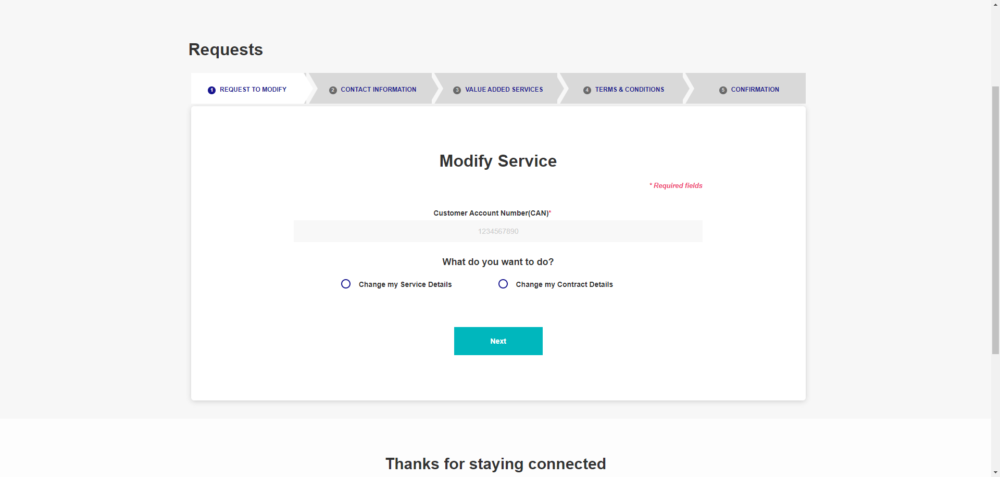 Requests
1 REQUEST TO MODIFY
2 CONTACT INFORMATION
3 VALUE ADDED SERVICES
4 TERMS & CONDITIONS
5 CONFIRMATION
Modify Service
* Required fields
Customer Account Number(CAN)*
1234567890
What do you want to do?
Change my Service Details
Change my Contract Details
Next
Thanks for staying connected